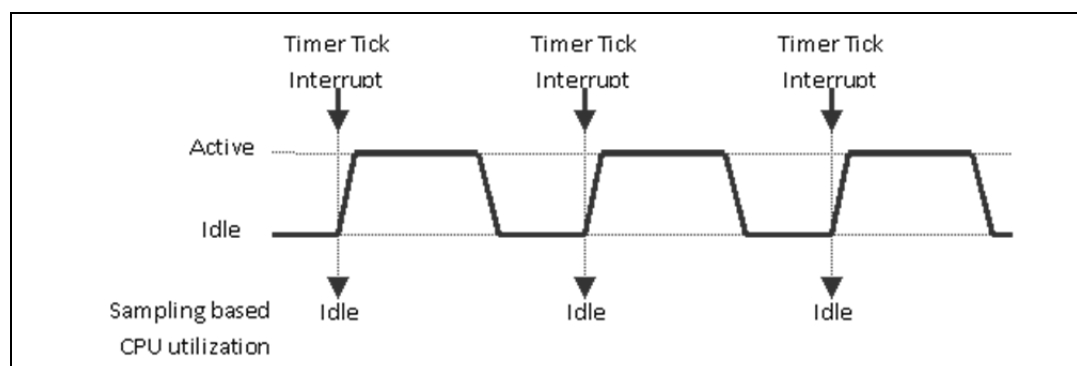 Timer Tick Timer Tick Timer Tick
Interrupt Interrupt Interrupt
Active
Idle
Sampling based Idle Idle Idle
CPU utilization